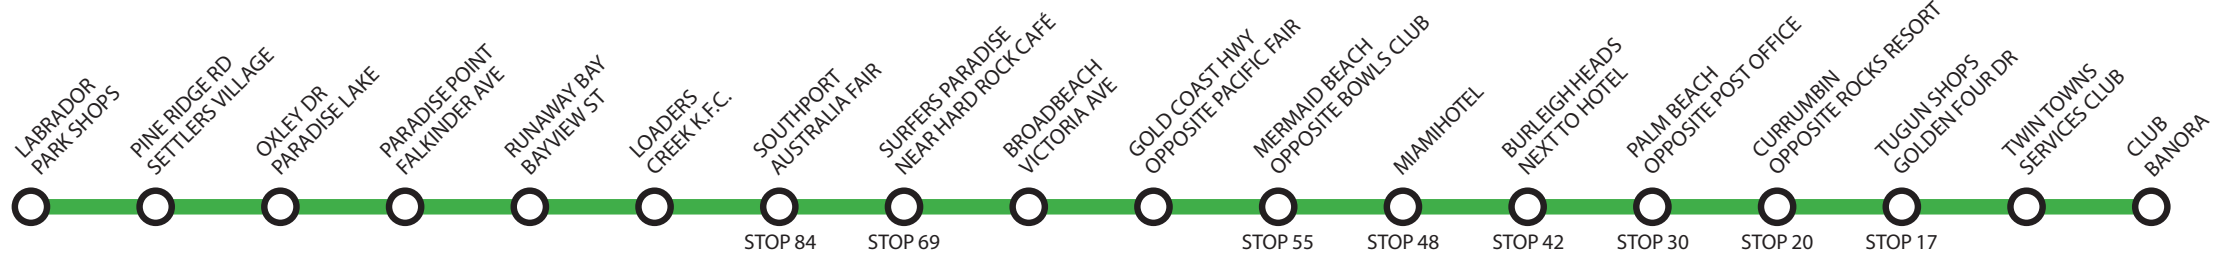 LABRADOR
PARK SHOPS
PINE RIDGE RD
SETTLERS VILLAGE
OXLEY DR
PARADISE LAKE
PARADISE POINT
FALKINDER AVE
RUNAWAY BAY
BAYVIEW ST
LOADERS
CREEK K.F.C.
SOUTHPORT
AUSTRALIA FAIR
SURFERS PARADISE
NEAR HARD ROCK CAFÉ
BROADBEACH
VICTORIA AVE
GOLD COAST HWY
OPPOSITE PACIFIC FAIR
MERMAID BEACH
OPPOSITE BOWLS CLUB
MIAMIHOTEL
BURLEIGH HEADS
NEXT TO HOTEL
PALM BEACH
OPPOSITE POST OFFICE
CURRUMBIN
OPPOSITE ROCKS RESORT
TUGUN SHOPS
GOLDEN FOUR DR
TWIN TOWNS
SERVICES CLUB
CLUB
BANORA
STOP 84
STOP 69
STOP 55
STOP 48
STOP 42
STOP 30
STOP 20
STOP 17